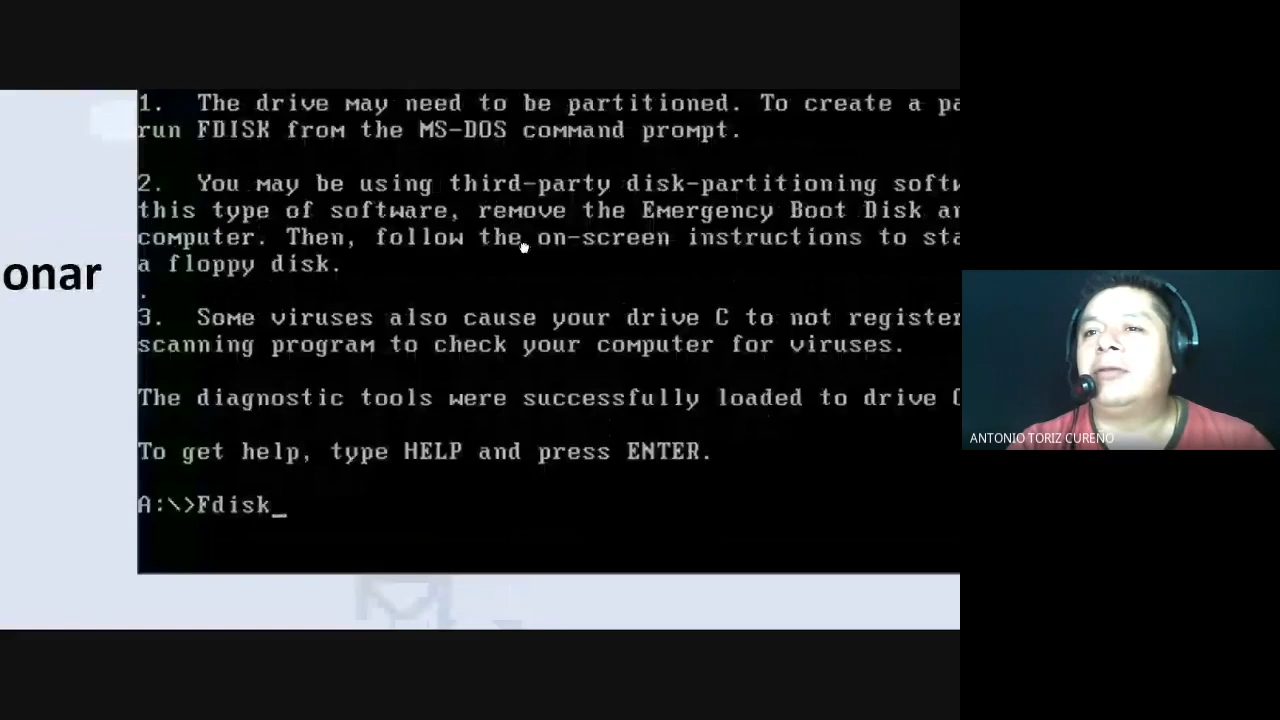 1.  The drive may need to be partitioned. To create a pa
run FDISK from the MS-DOS command prompt.
2.  You may be using third-party disk-partitioning softw
this type of software, remove the Emergency Boot Disk an
computer. Then, follow the on-screen instructions to sta
a floppy disk.
.
3.  Some viruses also cause your drive C to not register
scanning program to check your computer for viruses.
The diagnostic tools were successfully loaded to drive
To get help, type HELP and press ENTER.
A:\>Fdisk_
onar
ANTONIO TORIZ CUREÑO